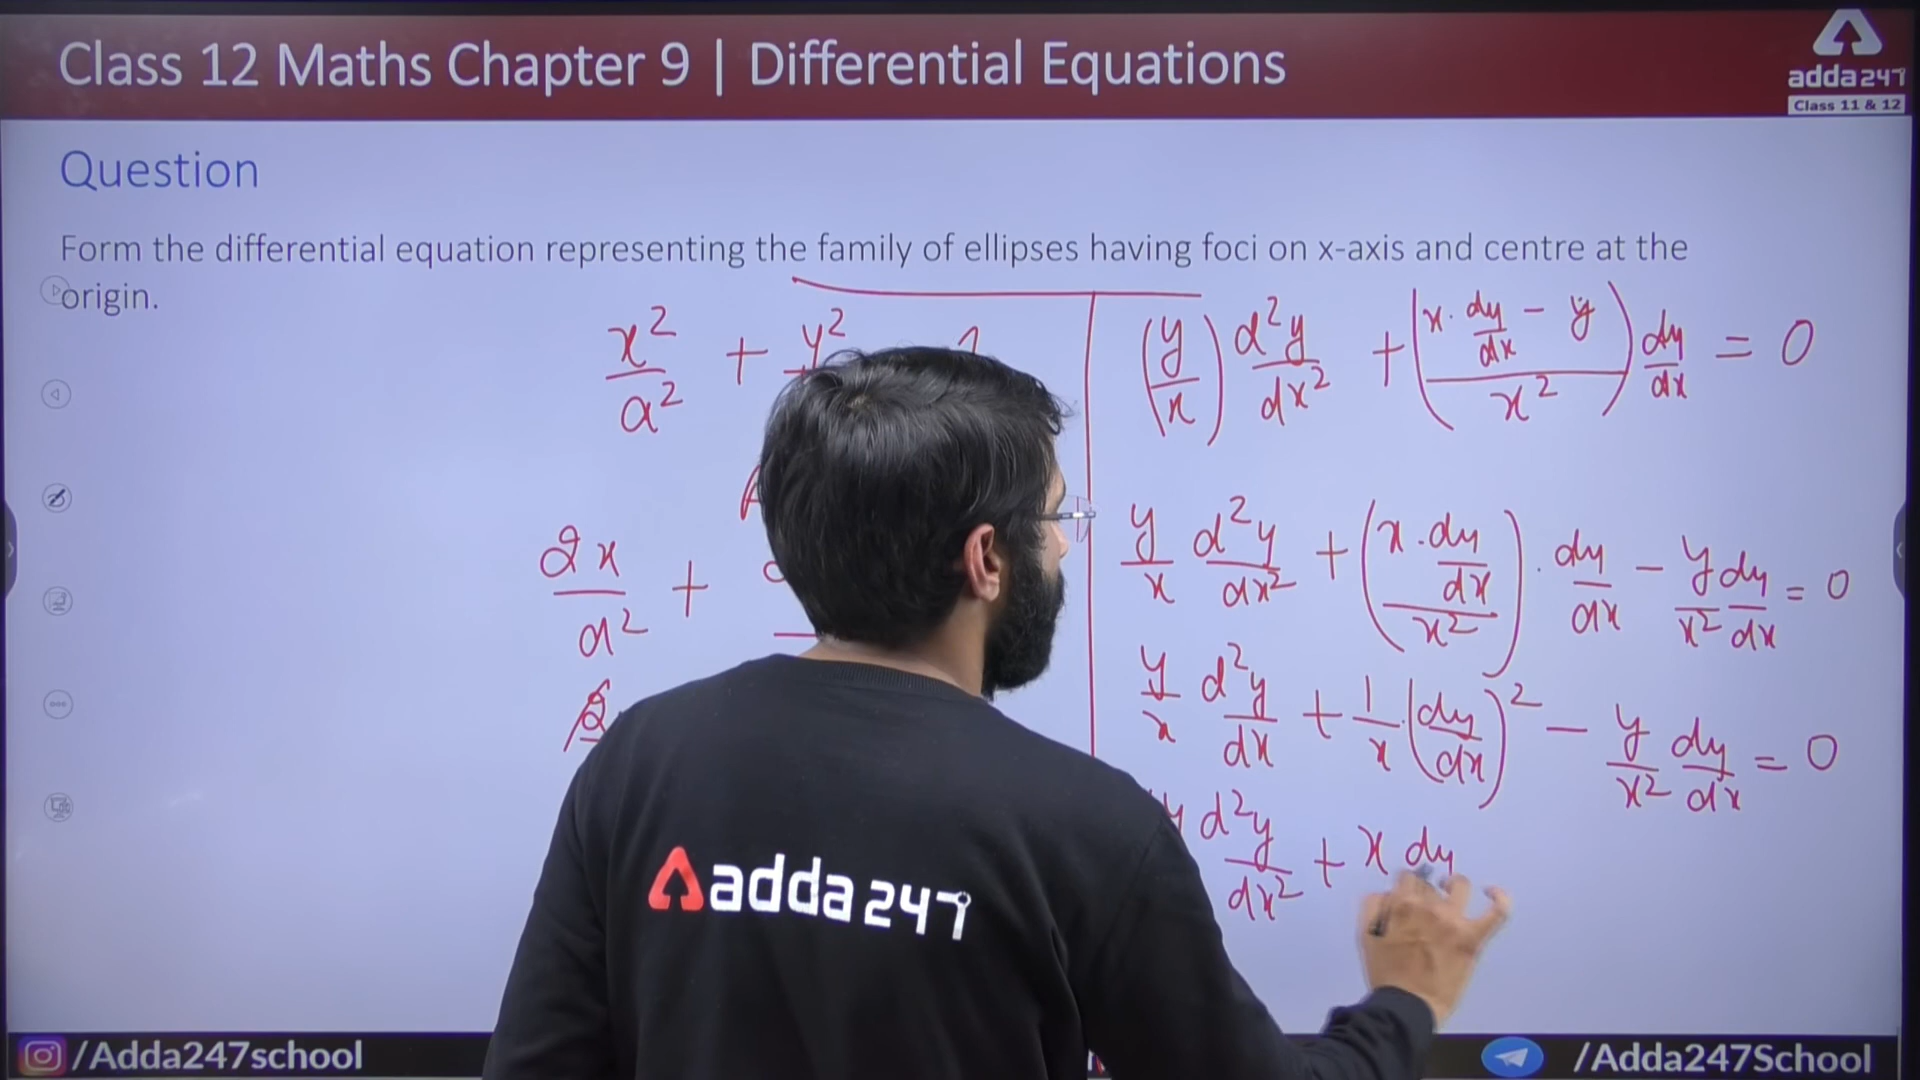 Class 12 Maths Chapter 9 | Differential Equations
adda247
Class 11 & 12
Question
Form the differential equation representing the family of ellipses having foci on x-axis and centre at the
origin.
x²/a² + y² 1
2x/a² +
2
(y/x) d²y/dx² + ((x · dy/dx - y)/x²) dy/dx = 0
y/x d²y/dx² + ((x · dy/dx)/x²) · dy/dx - y/x² dy/dx = 0
y/x d²y/dx + 1/x · (dy/dx)² - y/x² dy/dx = 0
y d²y/dx² + x dy
adda247
/Adda247school
/Adda247School